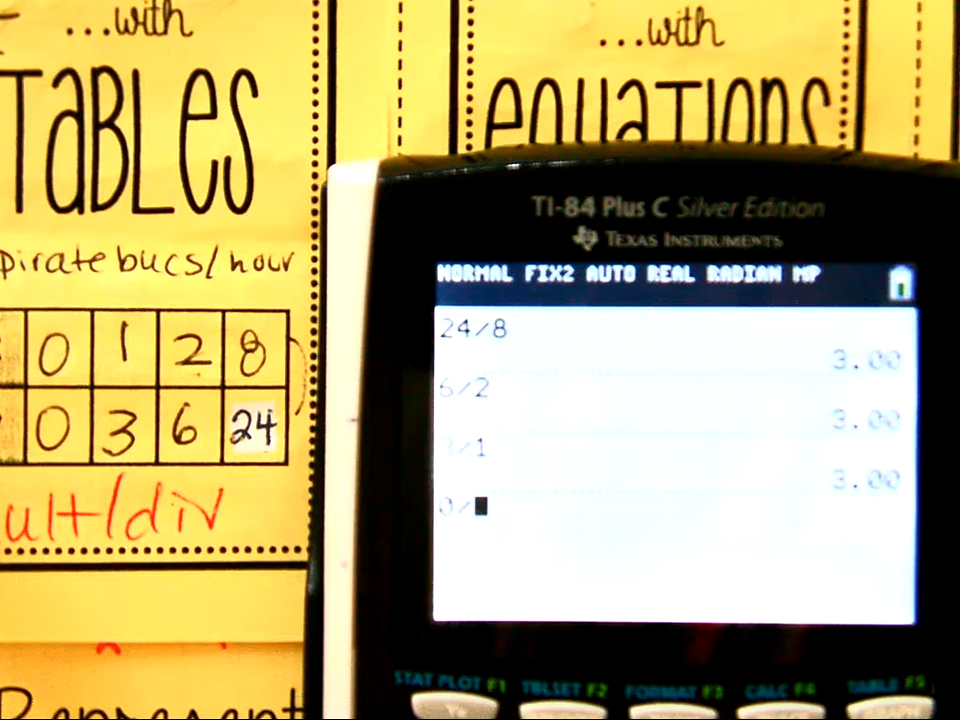 ...with
TABLES
pirate bucs/hour
0 1 2 8
0 3 6 24
ult/div
...with
equations
TI-84 Plus C Silver Edition
TEXAS INSTRUMENTS
NORMAL FIX2 AUTO REAL RADIAN MP
24/8
3.00
6/2
3.00
3/1
3.00
0/
STAT PLOT F1 TBLSET F2 FORMAT F3 CALC F4 TABLE F5